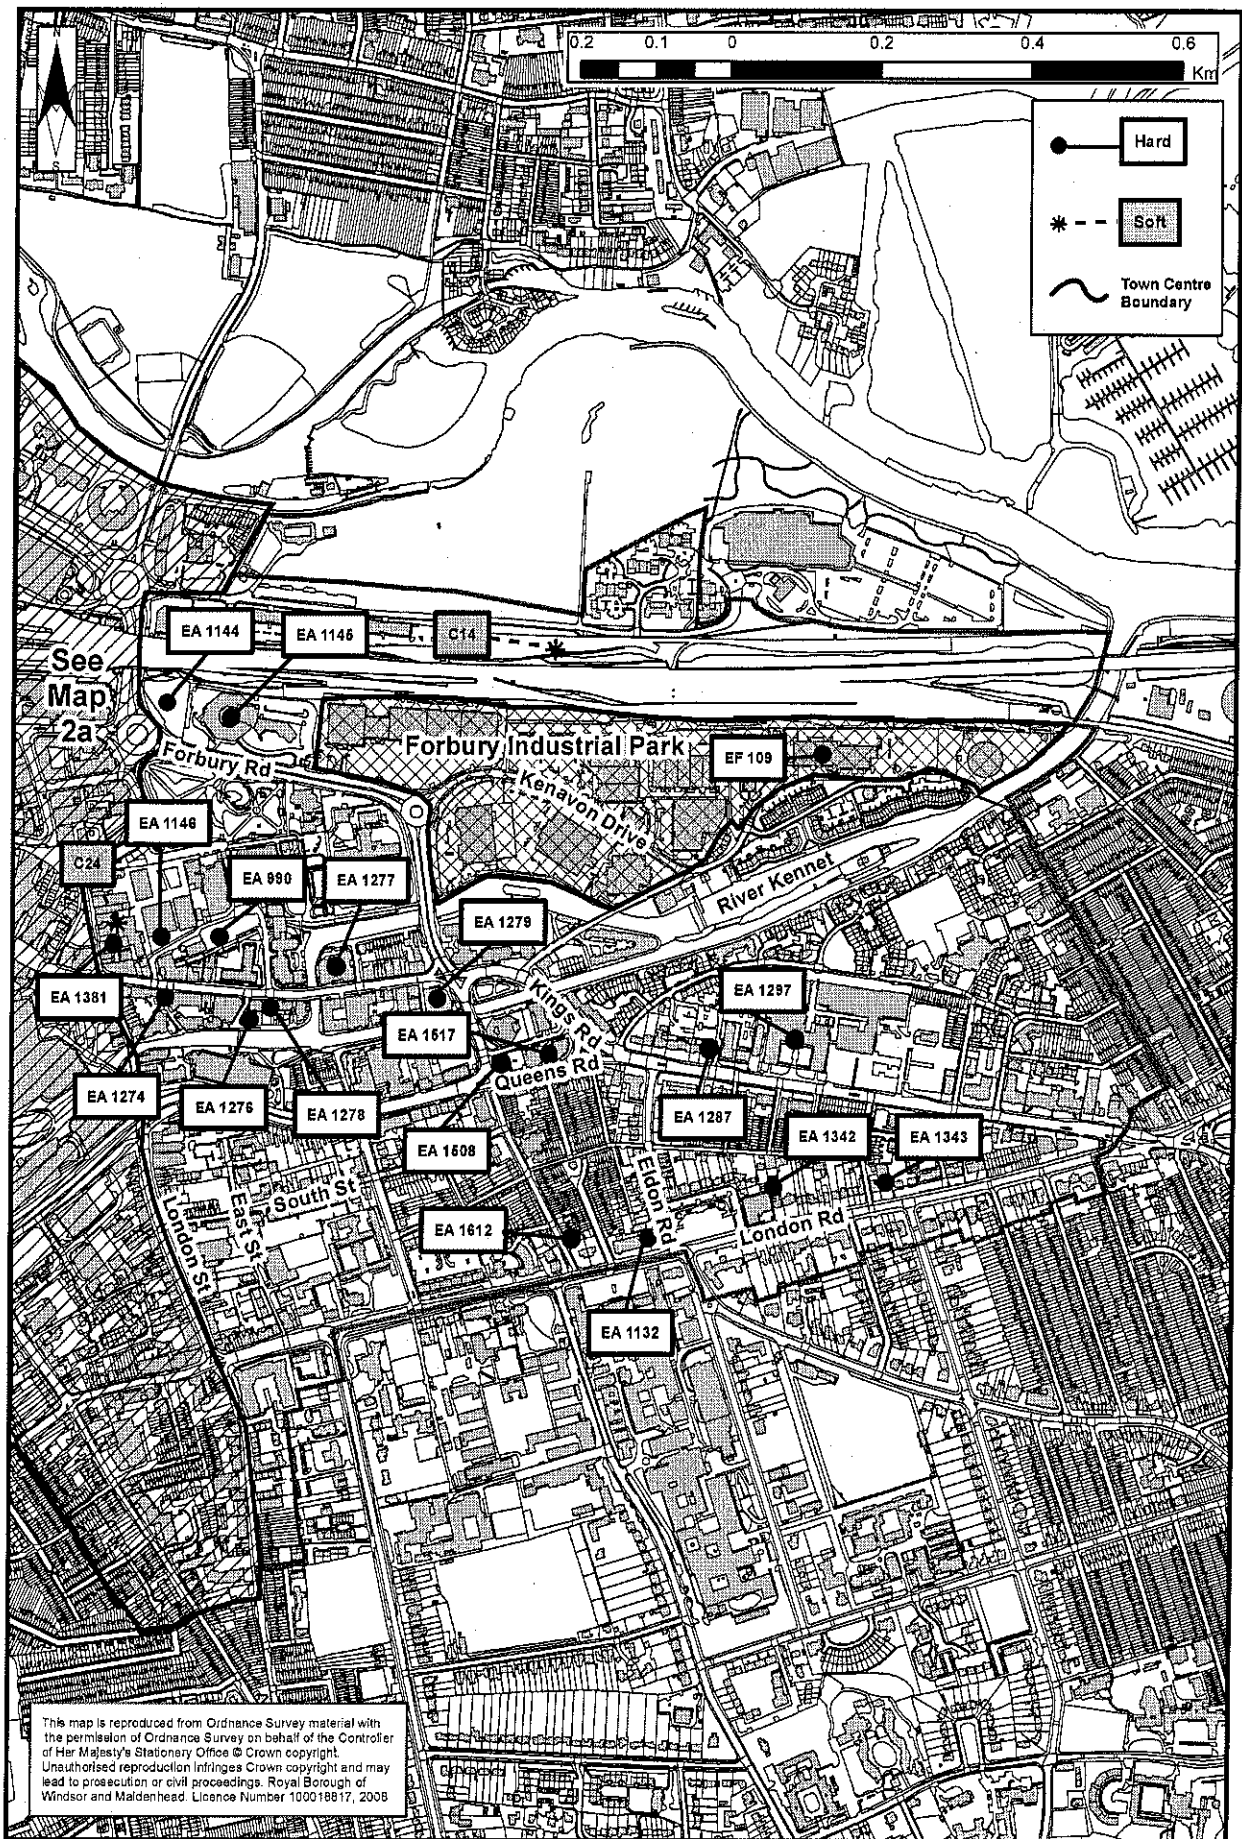 N
S
0.2 0.1 0 0.2 0.4 0.6
Km
Hard
Soft
Town Centre
Boundary
EA 1144
EA 1145
C14
See
Map
2a
Forbury Rd
Forbury Industrial Park
EF 109
Kenavon Drive
EA 1146
C24
EA 990
EA 1277
River Kennet
EA 1279
EA 1381
EA 1297
Kings Rd
EA 1517
Queens Rd
EA 1274
EA 1276
EA 1278
EA 1287
EA 1342
EA 1343
EA 1508
London St
East St
South St
EA 1612
Eldon Rd
London Rd
EA 1132
This map is reproduced from Ordnance Survey material with
the permission of Ordnance Survey on behalf of the Controller
of Her Majesty's Stationery Office © Crown copyright.
Unauthorised reproduction infringes Crown copyright and may
lead to prosecution or civil proceedings. Royal Borough of
Windsor and Maidenhead. Licence Number 100018817, 2008